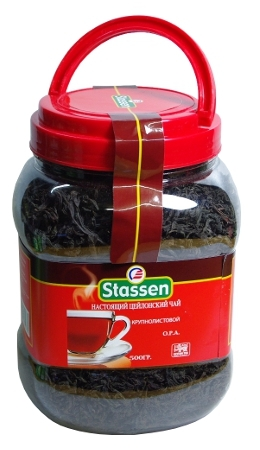 Stassen
Stassen
НАСТОЯЩИЙ ЦЕЙЛОНСКИЙ ЧАЙ
КРУПНОЛИСТОВОЙ
О.Р.А.
500ГР.